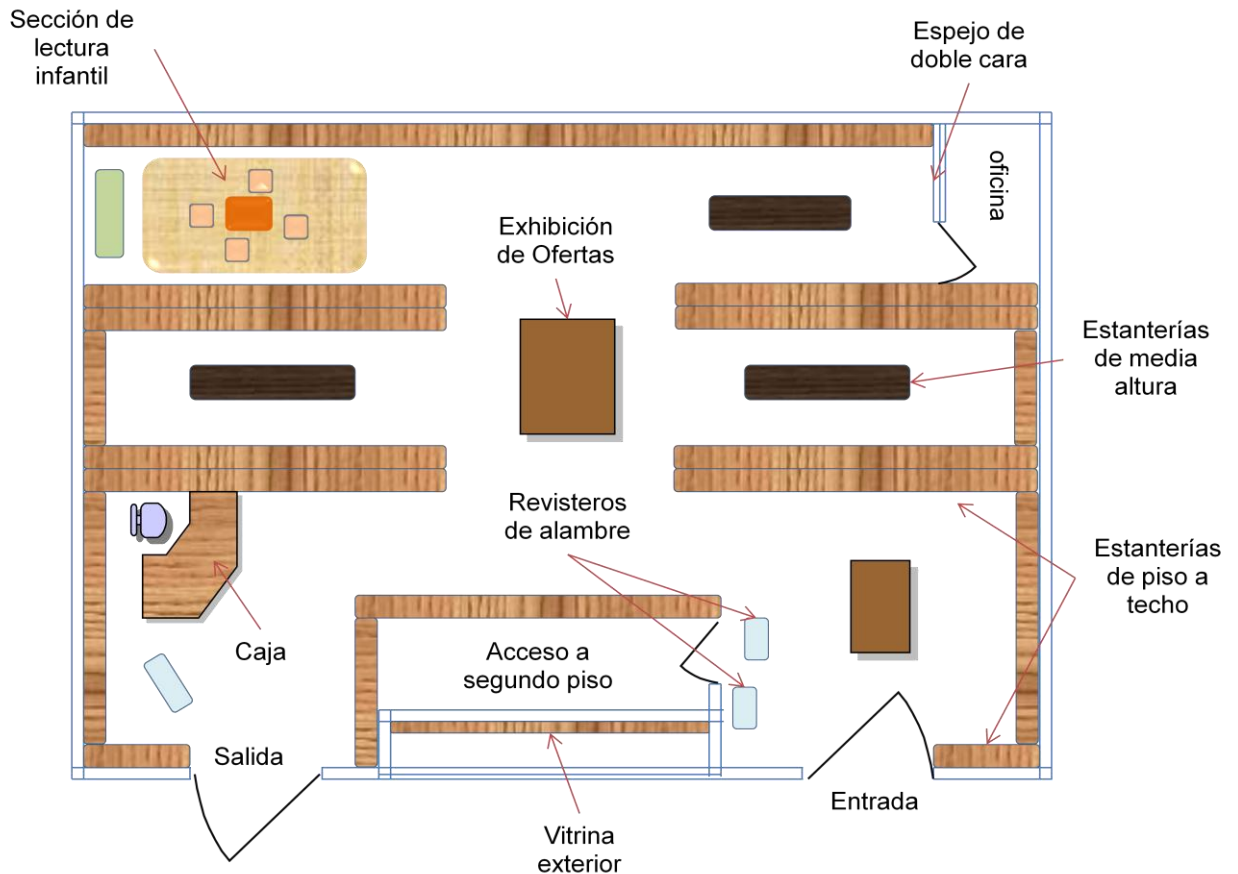 Sección de
lectura
infantil
Espejo de
doble cara
oficina
Exhibición
de Ofertas
Estanterías
de media
altura
Revisteros
de alambre
Estanterías
de piso a
techo
Caja
Acceso a
segundo piso
Salida
Entrada
Vitrina
exterior